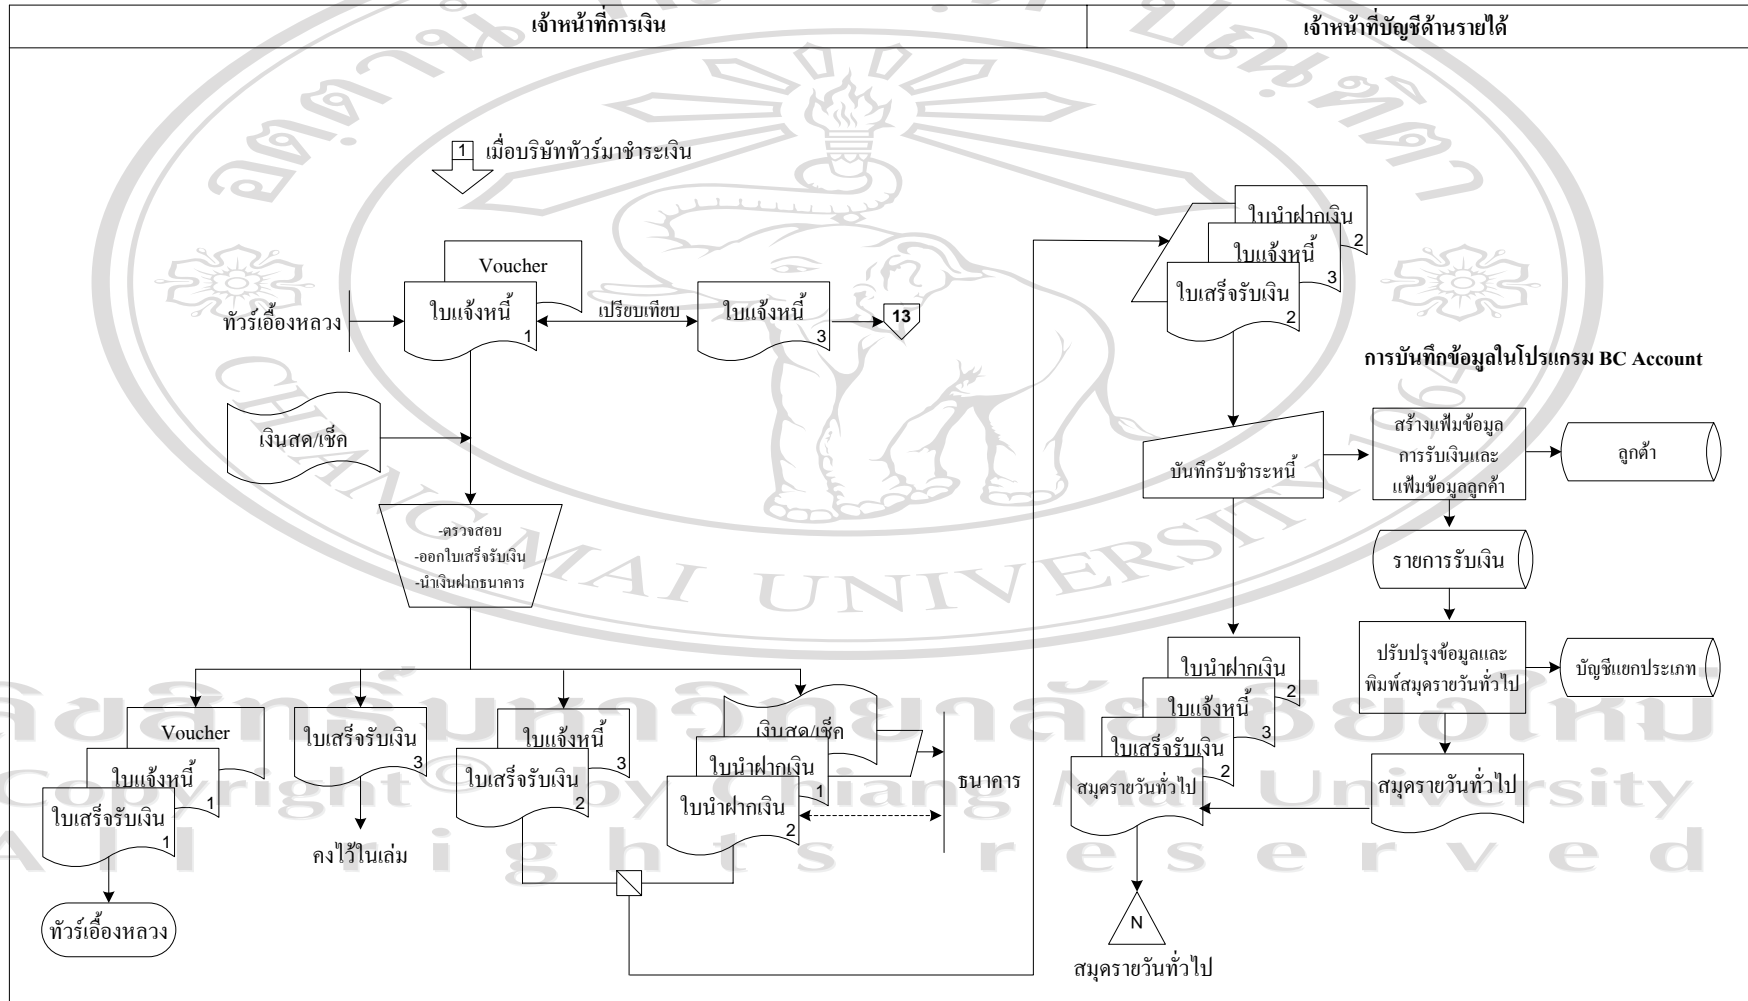 เจ้าหน้าที่การเงิน
เจ้าหน้าที่บัญชีด้านรายได้
1
เมื่อบริษัททัวร์มาชำระเงิน
Voucher
ทัวร์เอื้องหลวง
ใบแจ้งหนี้
1
เปรียบเทียบ
ใบแจ้งหนี้
3
13
เงินสด/เช็ค
-ตรวจสอบ
-ออกใบเสร็จรับเงิน
-นำเงินฝากธนาคาร
Voucher
ใบแจ้งหนี้
1
ใบเสร็จรับเงิน
1
ทัวร์เอื้องหลวง
ใบเสร็จรับเงิน
3
คงไว้ในเล่ม
ใบแจ้งหนี้
3
ใบเสร็จรับเงิน
2
เงินสด/เช็ค
ใบนำฝากเงิน
1
ใบนำฝากเงิน
2
ธนาคาร
ใบนำฝากเงิน
2
ใบแจ้งหนี้
3
ใบเสร็จรับเงิน
2
การบันทึกข้อมูลในโปรแกรม BC Account
บันทึกรับชำระหนี้
สร้างแฟ้มข้อมูล
การรับเงินและ
แฟ้มข้อมูลลูกค้า
ลูกค้า
รายการรับเงิน
ปรับปรุงข้อมูลและ
พิมพ์สมุดรายวันทั่วไป
บัญชีแยกประเภท
สมุดรายวันทั่วไป
ใบนำฝากเงิน
2
ใบแจ้งหนี้
3
ใบเสร็จรับเงิน
2
สมุดรายวันทั่วไป
N
สมุดรายวันทั่วไป
CHIANG MAI UNIVERSITY 1964
Copyright © by Chiang Mai University
All rights reserved